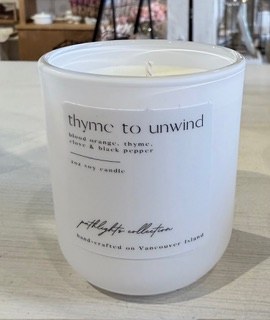 thyme to unwind
blood orange, thyme,
clove & black pepper
soy candle
collection
hand-crafted on Vancouver Island